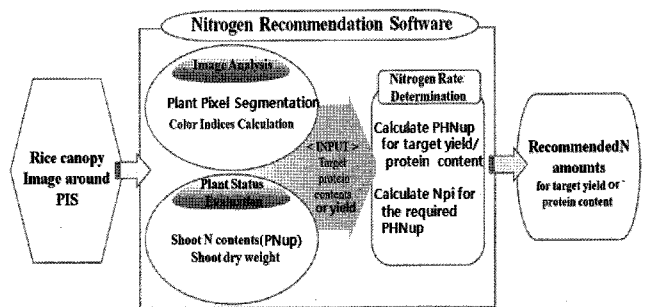 Nitrogen Recommendation Software
Rice canopy
Image around
PIS
Image Analysis
Plant Pixel Segmentation
Color Indices Calculation
Plant Status
Evaluation
Shoot N contents(PNup)
Shoot dry weight
< INPUT >
Target
protein
contents
or yield
Nitrogen Rate
Determination
Calculate PHNup
for target yield/
protein content
Calculate Npi for
the required
PHNup
Recommended N
amounts
for target yield or
protein content